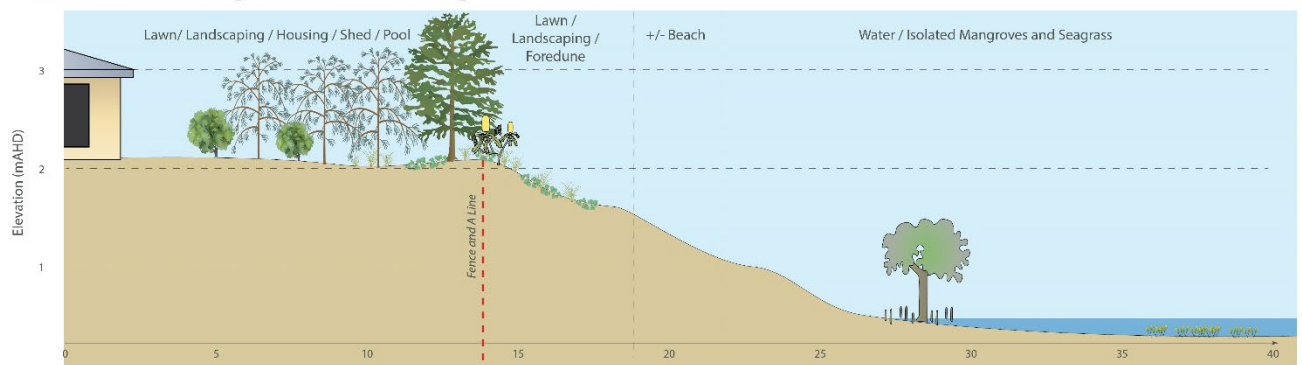 Lawn/ Landscaping / Housing / Shed / Pool
Lawn /
Landscaping /
Foredune
+/- Beach
Water / Isolated Mangroves and Seagrass
Elevation (mAHD)
3
2
1
Fence and A Line
0 5 10 15 20 25 30 35 40